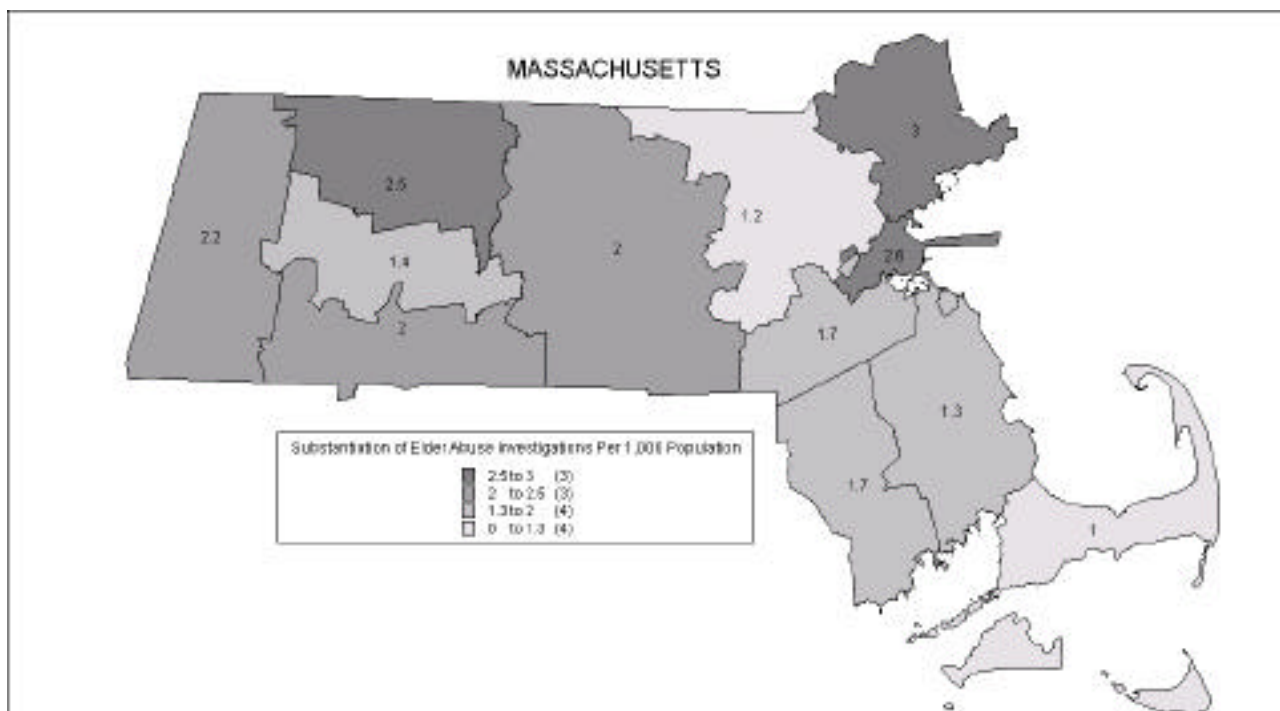 MASSACHUSETTS
3
2.5
1.2
2.2
2
2.6
1.4
2
1.7
1.3
1.7
1
Substantiation of Elder Abuse Investigations Per 1,000 Population
2.5 to 3 (3)
2 to 2.5 (3)
1.3 to 2 (4)
0 to 1.3 (4)